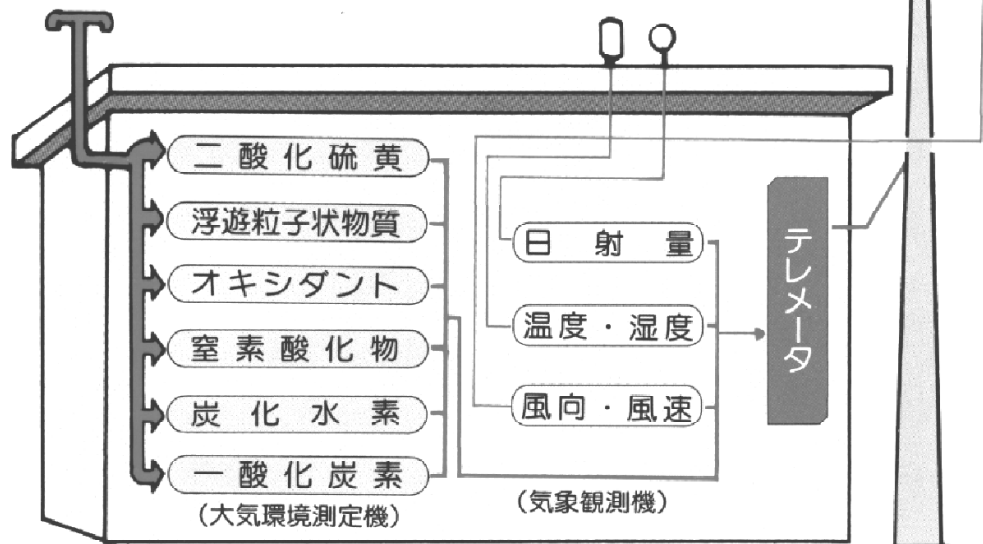 二酸化硫黄
浮遊粒子状物質
オキシダント
窒素酸化物
炭化水素
一酸化炭素
(大気環境測定機)
日射量
温度・湿度
風向・風速
(気象観測機)
テレメータ